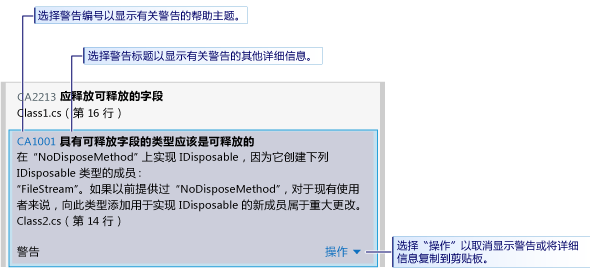 选择警告编号以显示有关警告的帮助主题。
选择警告标题以显示有关警告的其他详细信息。
CA2213 应释放可释放的字段
Class1.cs（第 16 行）
CA1001 具有可释放字段的类型应该是可释放的
在“NoDisposeMethod”上实现 IDisposable，因为它创建下列
IDisposable 类型的成员：
“FileStream”。如果以前提供过“NoDisposeMethod”，对于现有使用
者来说，向此类型添加用于实现 IDisposable 的新成员属于重大更改。
Class2.cs（第 14 行）
警告 操作
选择“操作”以取消显示警告或将详细
信息复制到剪贴板。